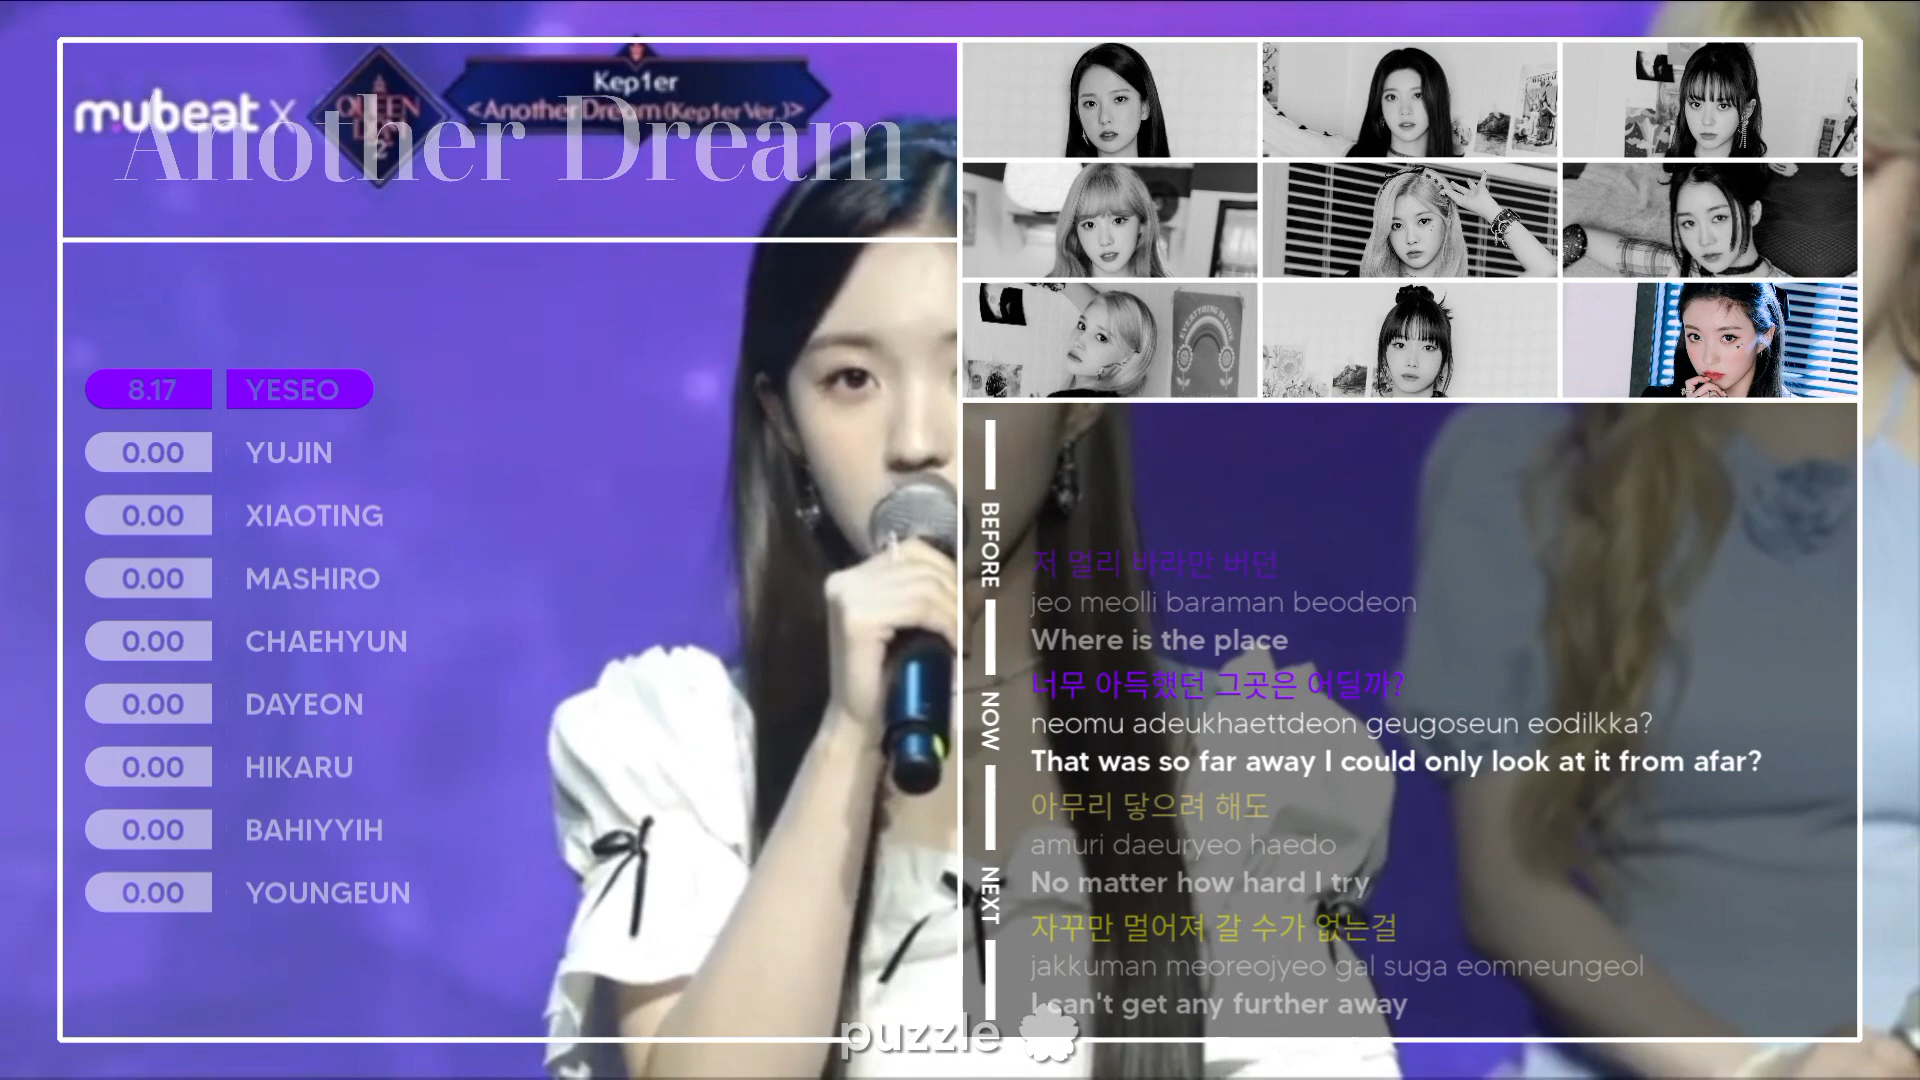 mubeat X
QUEEN
2
Kep1er
<Another Dream (Kep1er Ver.)>
Another Dream
8.17 YESEO
0.00 YUJIN
0.00 XIAOTING
0.00 MASHIRO
0.00 CHAEHYUN
0.00 DAYEON
0.00 HIKARU
0.00 BAHIYYIH
0.00 YOUNGEUN
BEFORE
저 멀리 바라만 버던
jeo meolli baraman beodeon
Where is the place
NOW
너무 아득했던 그곳은 어딜까?
neomu adeukhaettdeon geugoseun eodilkka?
That was so far away I could only look at it from afar?
NEXT
아무리 닿으려 해도
amuri daeuryeo haedo
No matter how hard I try
자꾸만 멀어져 갈 수가 없는걸
jakkuman meoreojyeo gal suga eomneungeol
I can't get any further away
puzzle